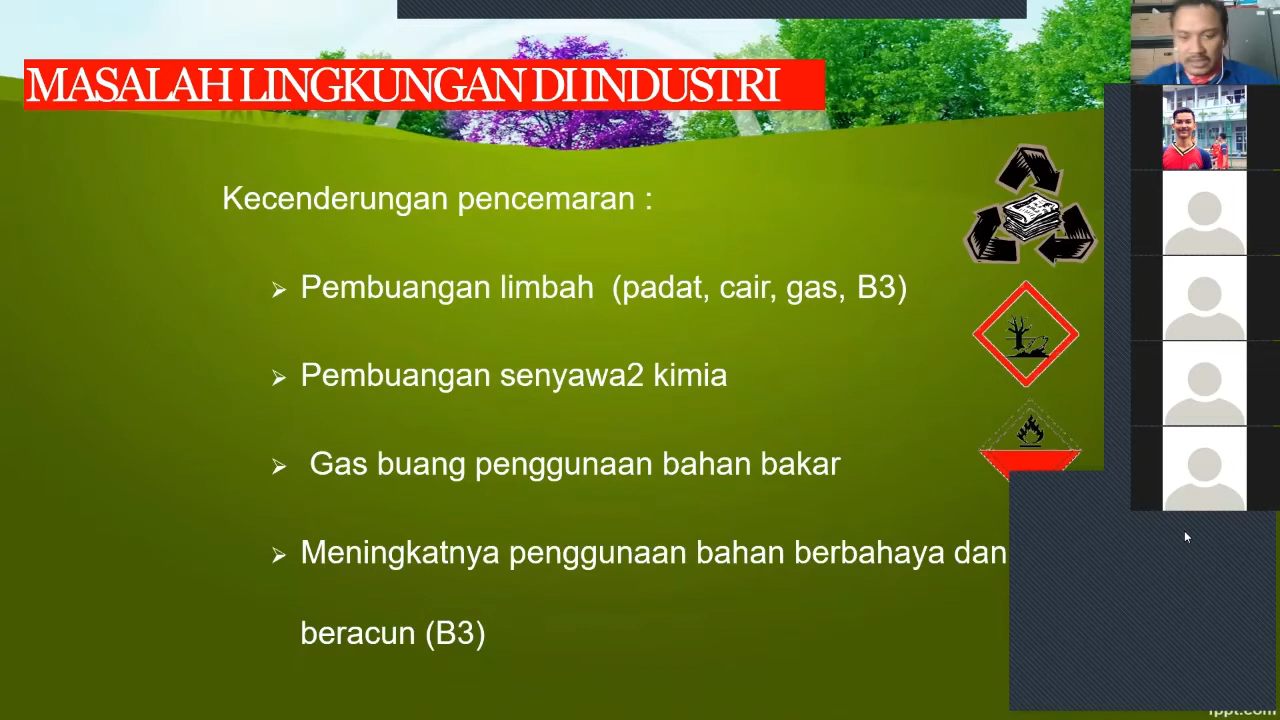 MASALAH LINGKUNGAN DI INDUSTRI
Kecenderungan pencemaran :
Pembuangan limbah (padat, cair, gas, B3)
Pembuangan senyawa2 kimia
Gas buang penggunaan bahan bakar
Meningkatnya penggunaan bahan berbahaya dan
beracun (B3)